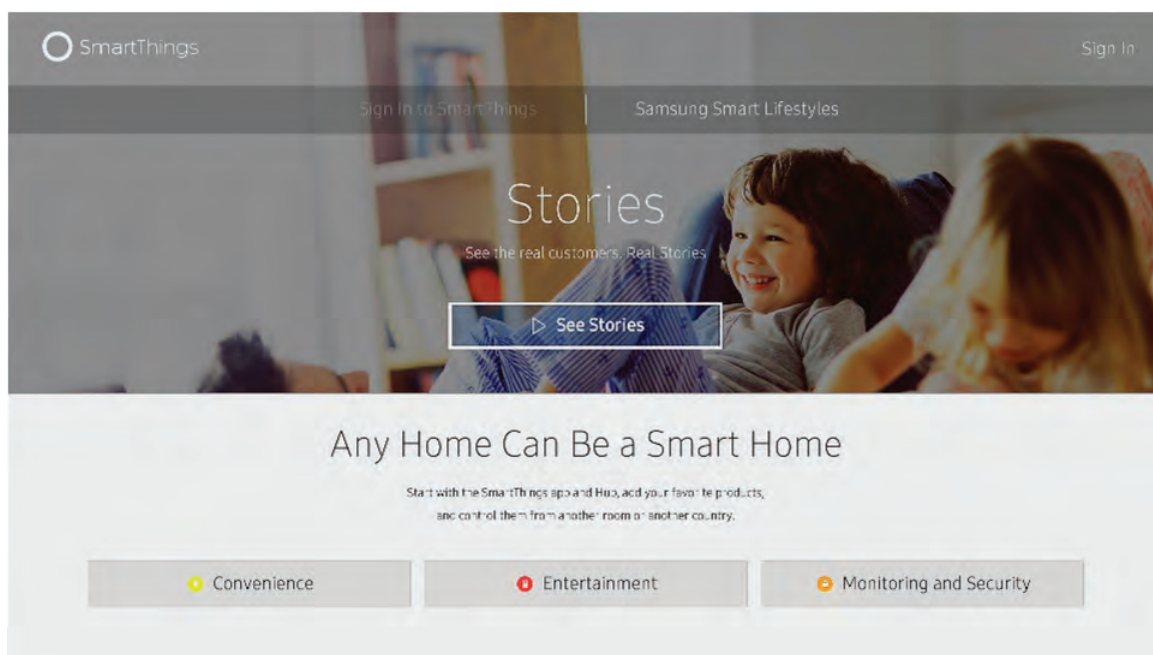 SmartThings
Sign In
Sign In to SmartThings
Samsung Smart Lifestyles
Stories
See the real customers. Real Stories
See Stories
Any Home Can Be a Smart Home
Start with the SmartThings app and Hub, add your favorite products,
and control them from another room or another country.
Convenience
Entertainment
Monitoring and Security